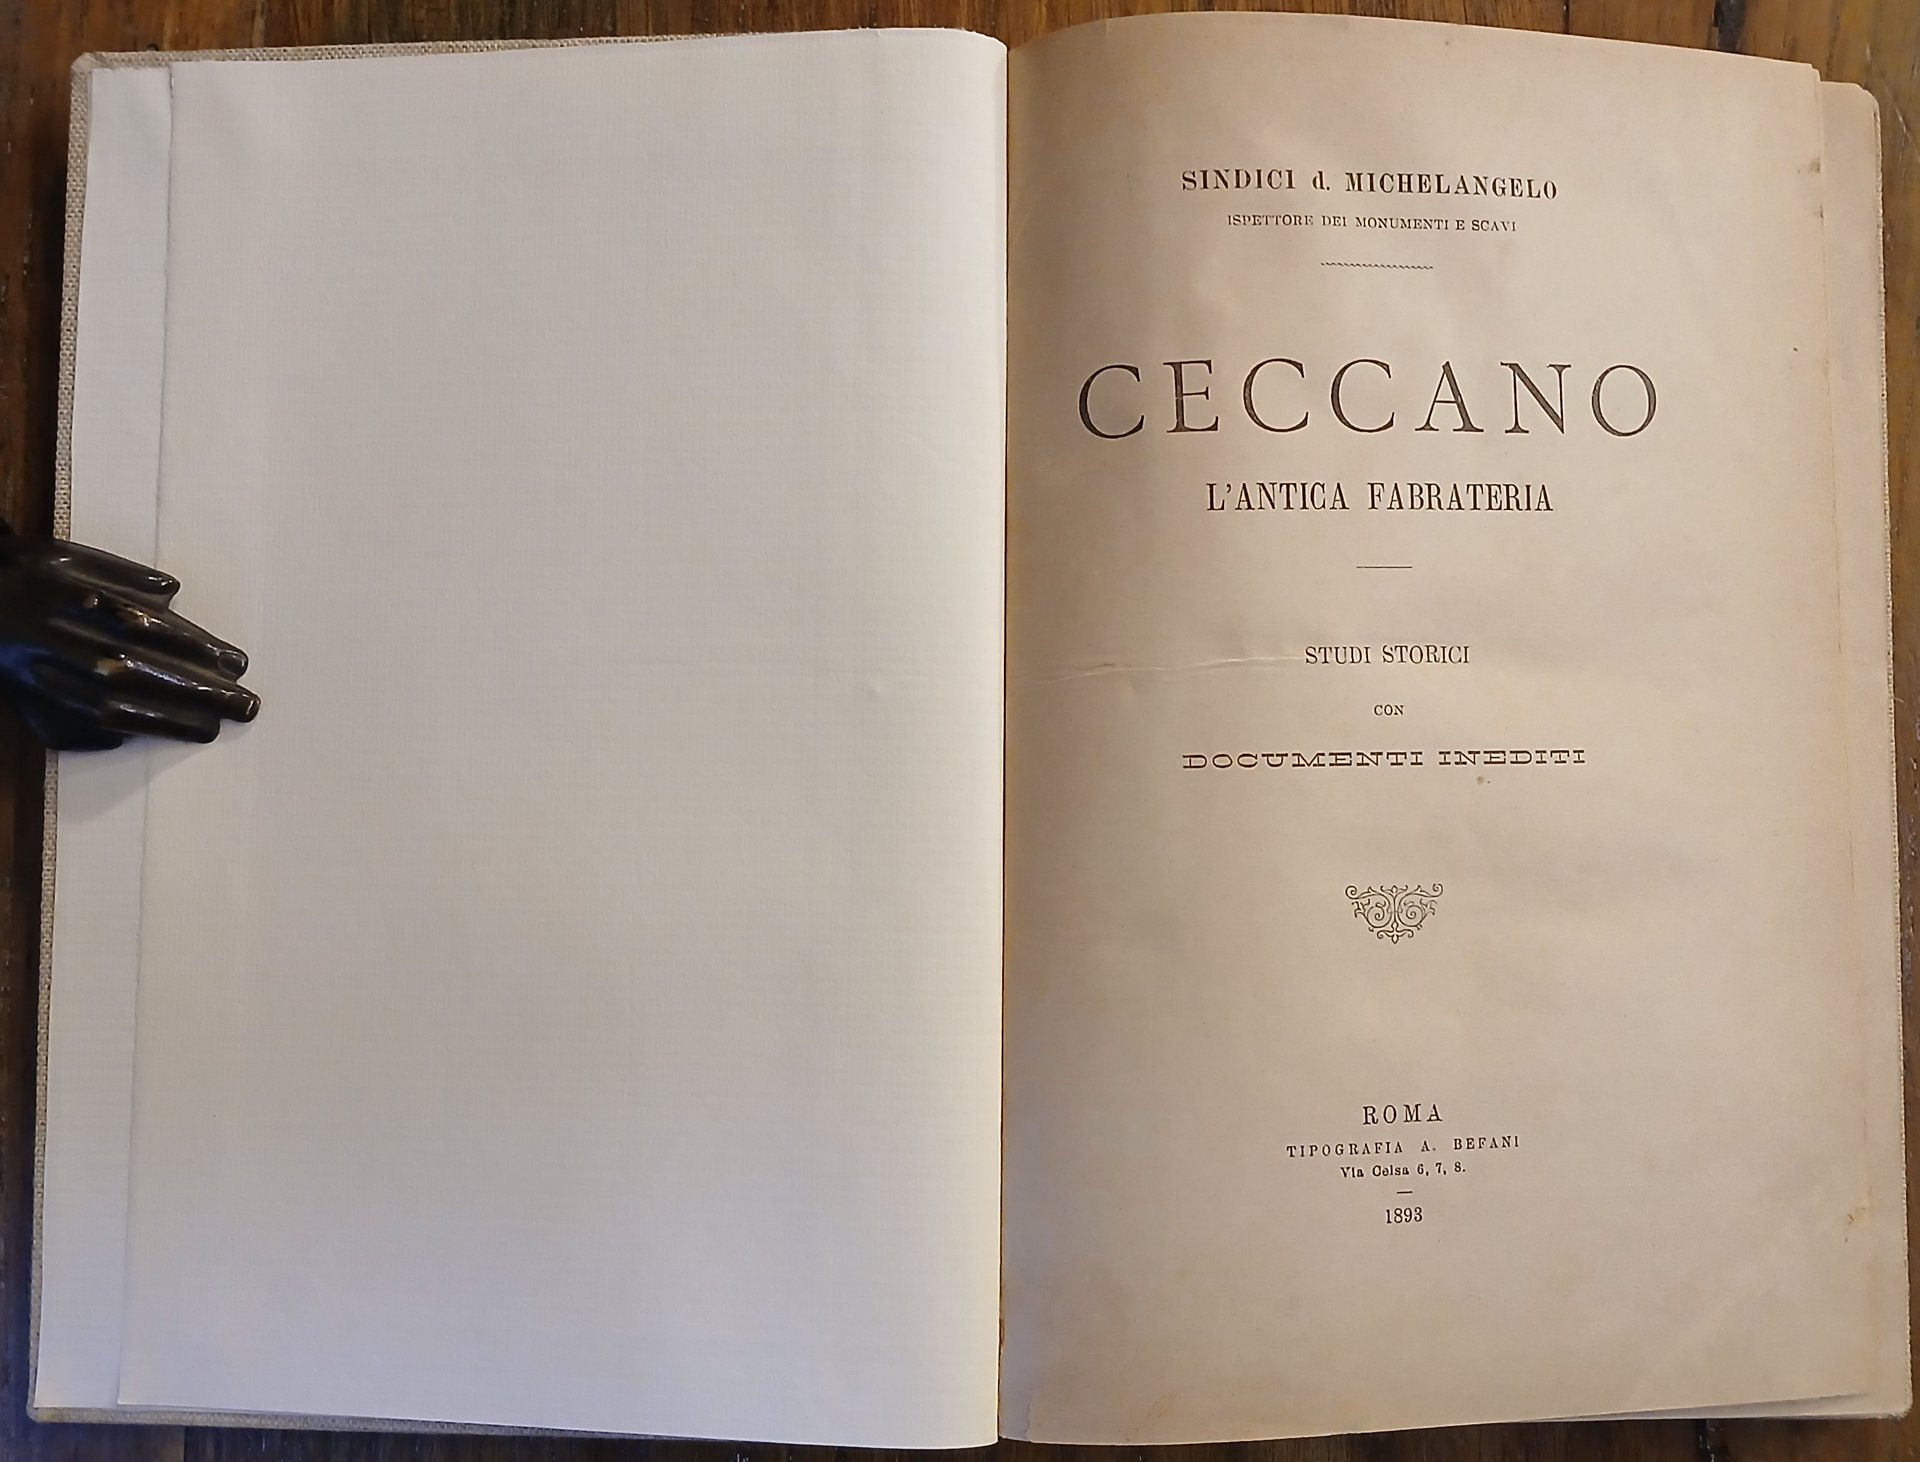 SINDICI d. MICHELANGELO
ISPETTORE DEI MONUMENTI E SCAVI
CECCANO
L'ANTICA FABRATERIA
STUDI STORICI
CON
DOCUMENTI INEDITI
ROMA
TIPOGRAFIA A. BEFANI
Via Celsa 6, 7, 8.
1893